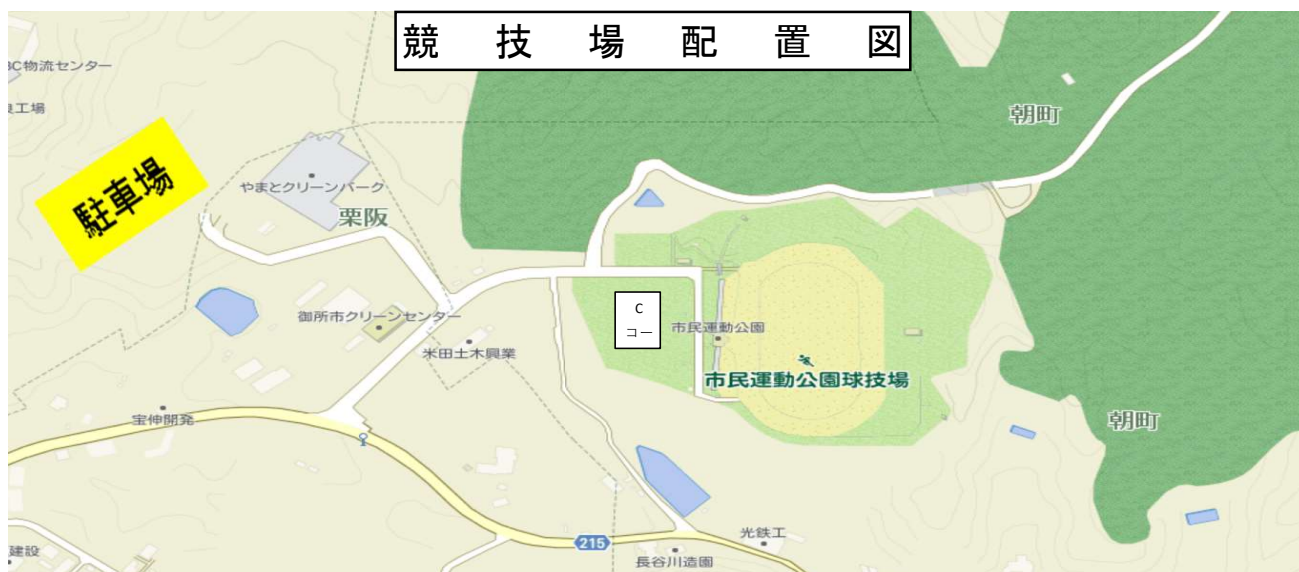 競技場配置図
BC物流センター
良工場
駐車場
やまとクリーンパーク
栗阪
朝町
C
コー
市民運動公園
御所市クリーンセンター
米田土木興業
市民運動公園球技場
宝伸開発
朝町
215
光鉄工
建設
長谷川造園